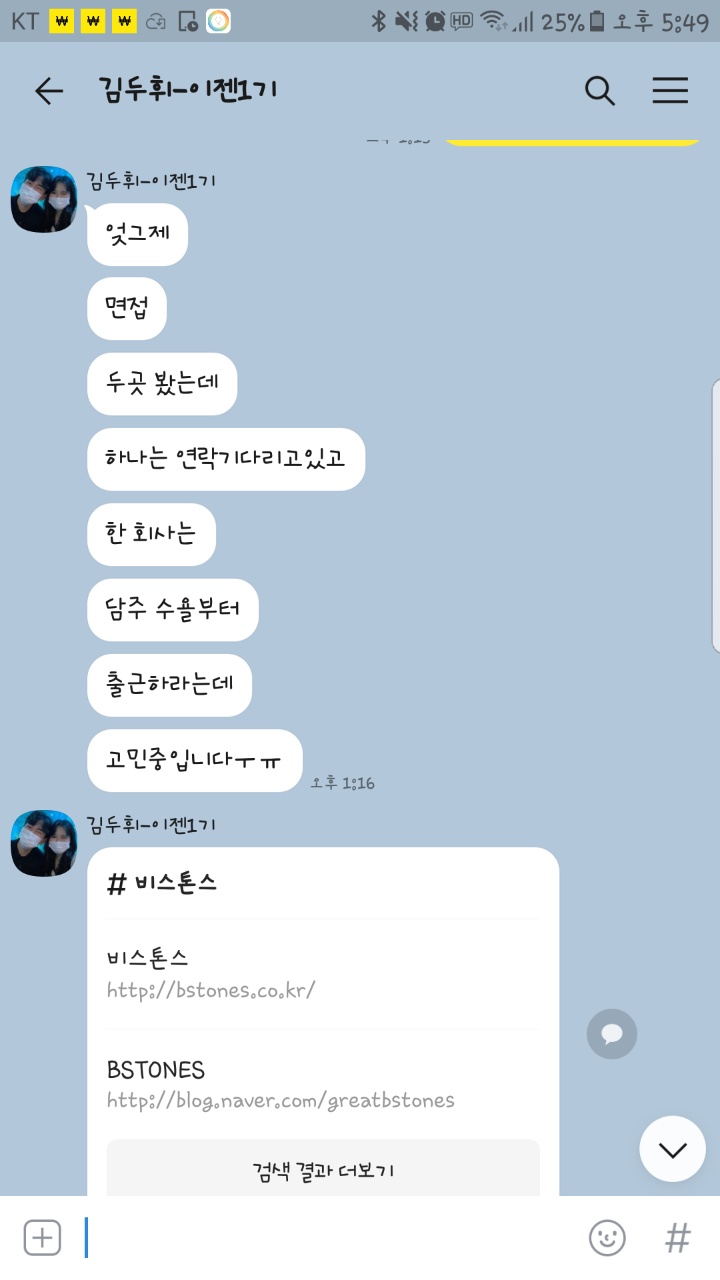 KT HD 25% 오후 5:49
김두휘-이젠1기
김두휘-이젠1기
엊그제
면접
두곳 봤는데
하나는 연락기다리고있고
한 회사는
담주 수욜부터
출근하라는데
고민중입니다ㅜㅠ
오후 1:16
김두휘-이젠1기
# 비스톤스
비스톤스
http://bstones.co.kr/
BSTONES
http://blog.naver.com/greatbstones
검색 결과 더보기